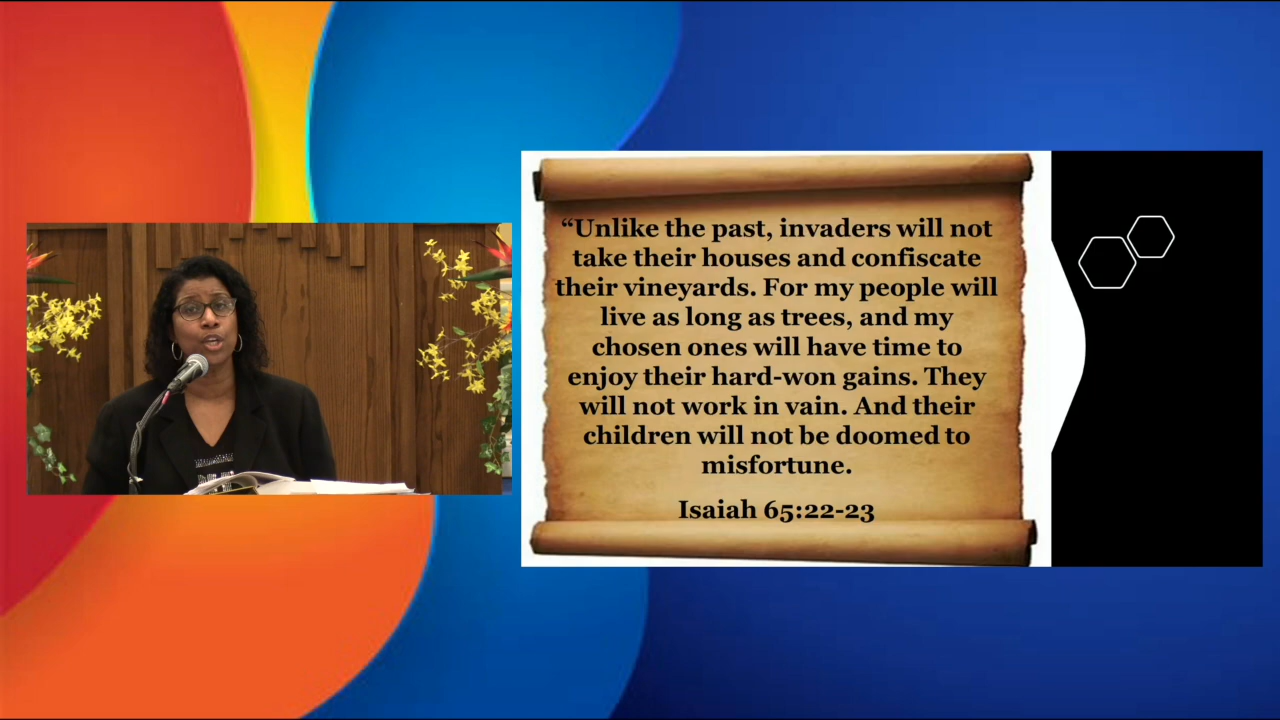 “Unlike the past, invaders will not
take their houses and confiscate
their vineyards. For my people will
live as long as trees, and my
chosen ones will have time to
enjoy their hard-won gains. They
will not work in vain. And their
children will not be doomed to
misfortune.
Isaiah 65:22-23